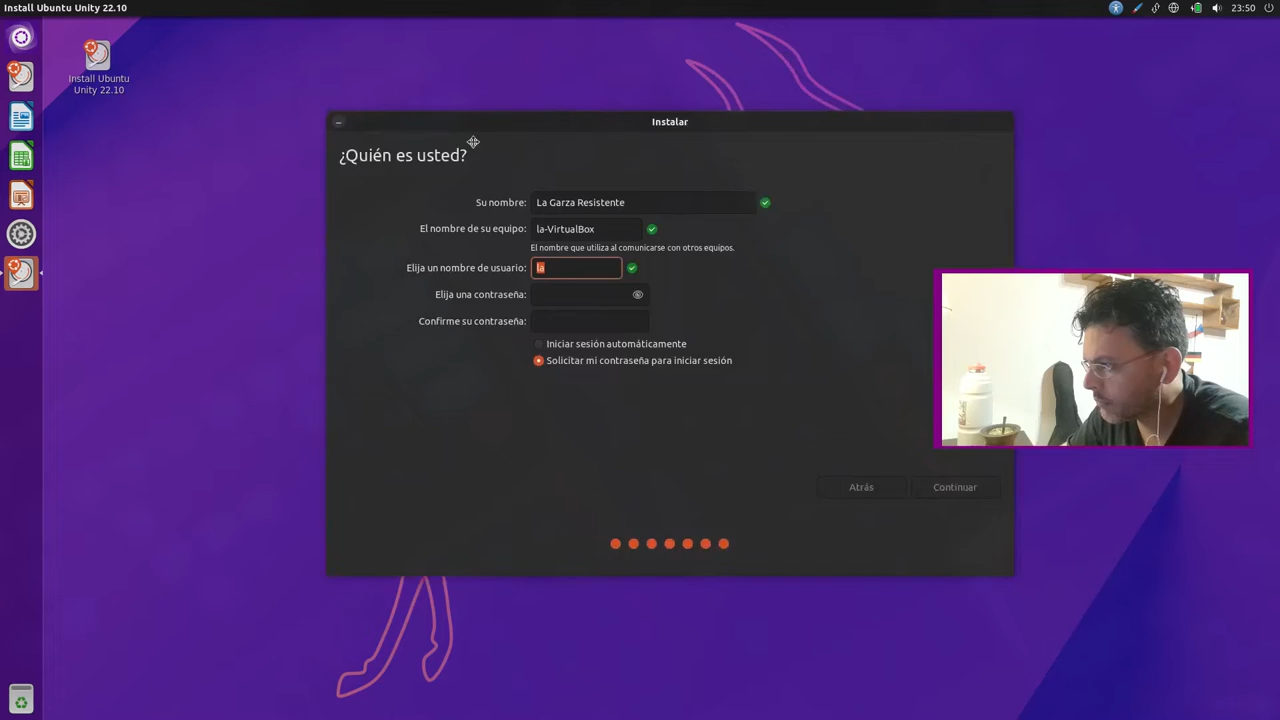 Install Ubuntu Unity 22.10
23:50
Install Ubuntu
Unity 22.10
Instalar
¿Quién es usted?
Su nombre: La Garza Resistente
El nombre de su equipo: la-VirtualBox
El nombre que utiliza al comunicarse con otros equipos.
Elija un nombre de usuario: la
Elija una contraseña:
Confirme su contraseña:
Iniciar sesión automáticamente
Solicitar mi contraseña para iniciar sesión
Atrás Continuar